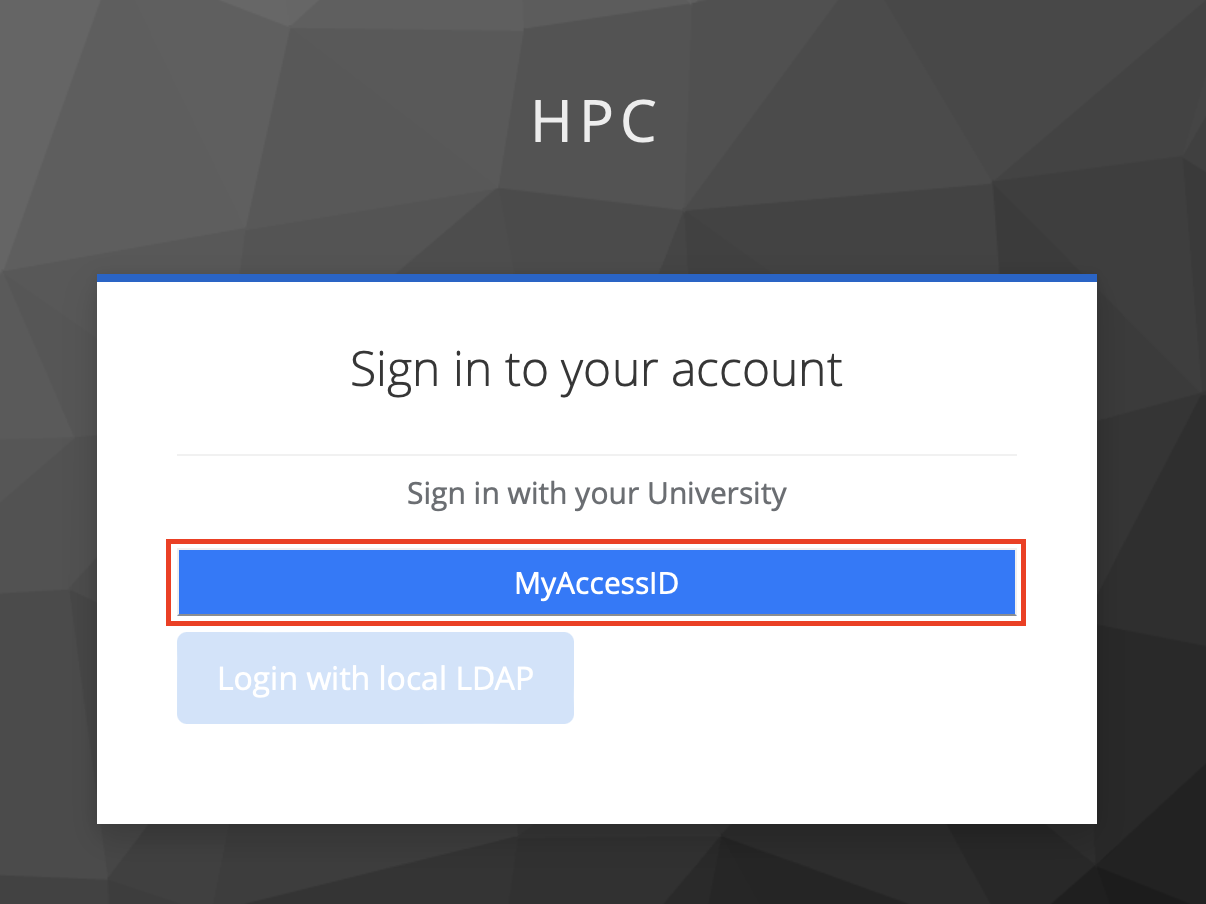 HPC
Sign in to your account
Sign in with your University
MyAccessID
Login with local LDAP